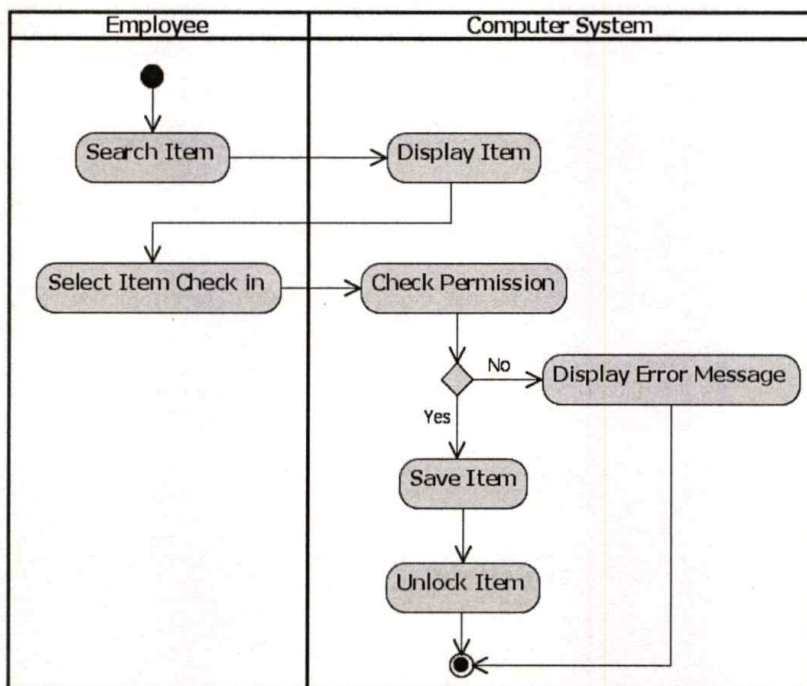 Employee
Computer System
Search Item
Display Item
Select Item Check in
Check Permission
No
Display Error Message
Yes
Save Item
Unlock Item